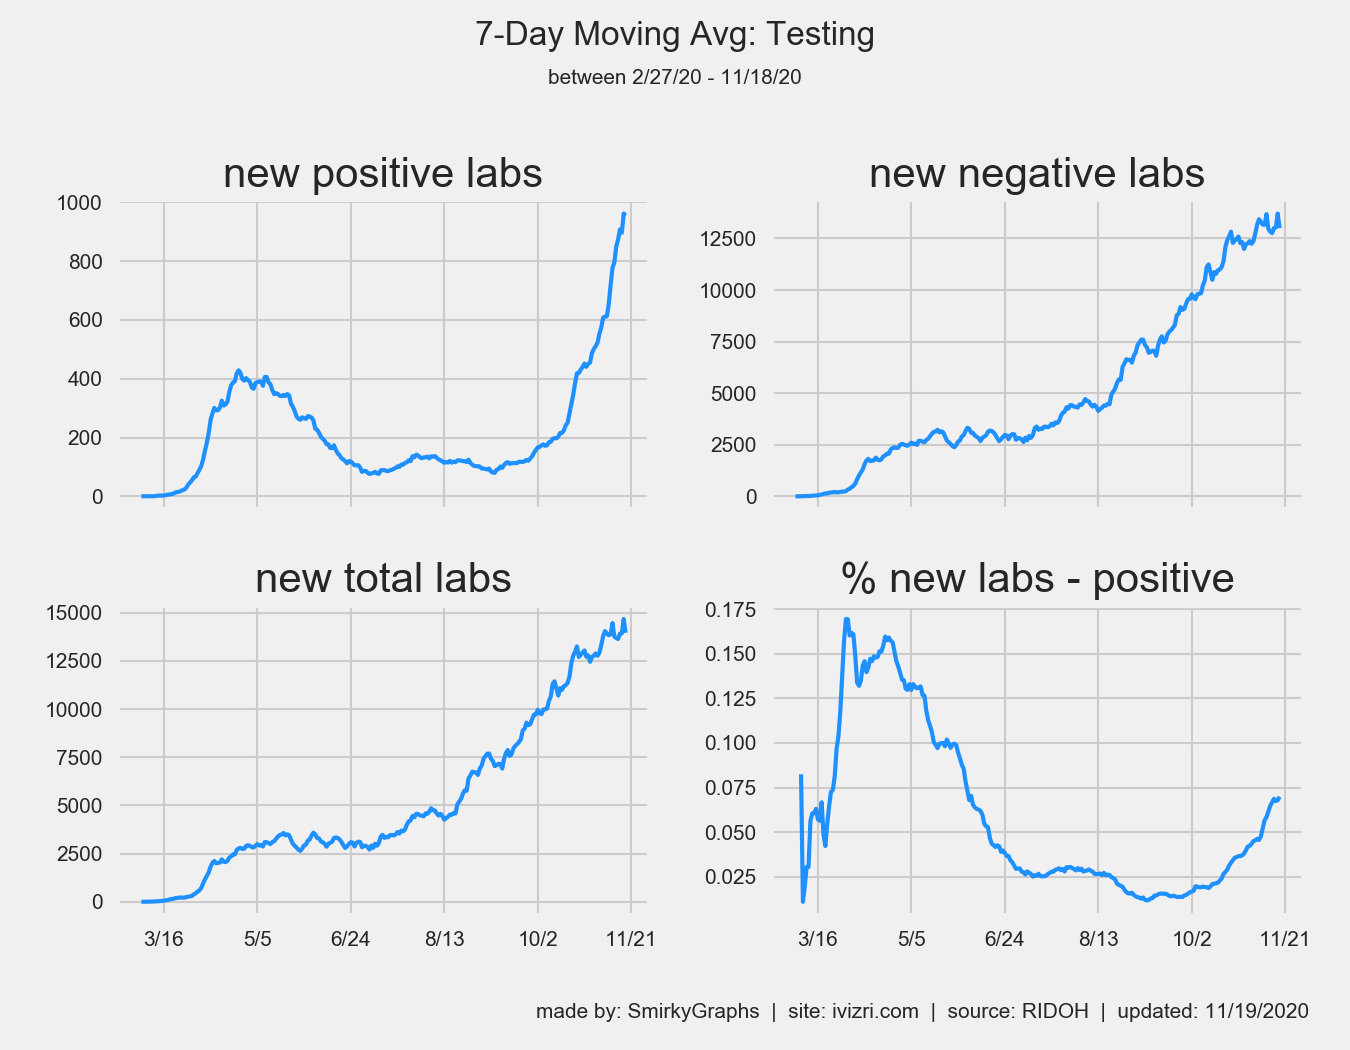 7-Day Moving Avg: Testing
between 2/27/20 - 11/18/20
new positive labs
1000
800
600
400
200
0
new negative labs
12500
10000
7500
5000
2500
0
new total labs
15000
12500
10000
7500
5000
2500
0
3/16 5/5 6/24 8/13 10/2 11/21
% new labs - positive
0.175
0.150
0.125
0.100
0.075
0.050
0.025
3/16 5/5 6/24 8/13 10/2 11/21
made by: SmirkyGraphs | site: ivizri.com | source: RIDOH | updated: 11/19/2020